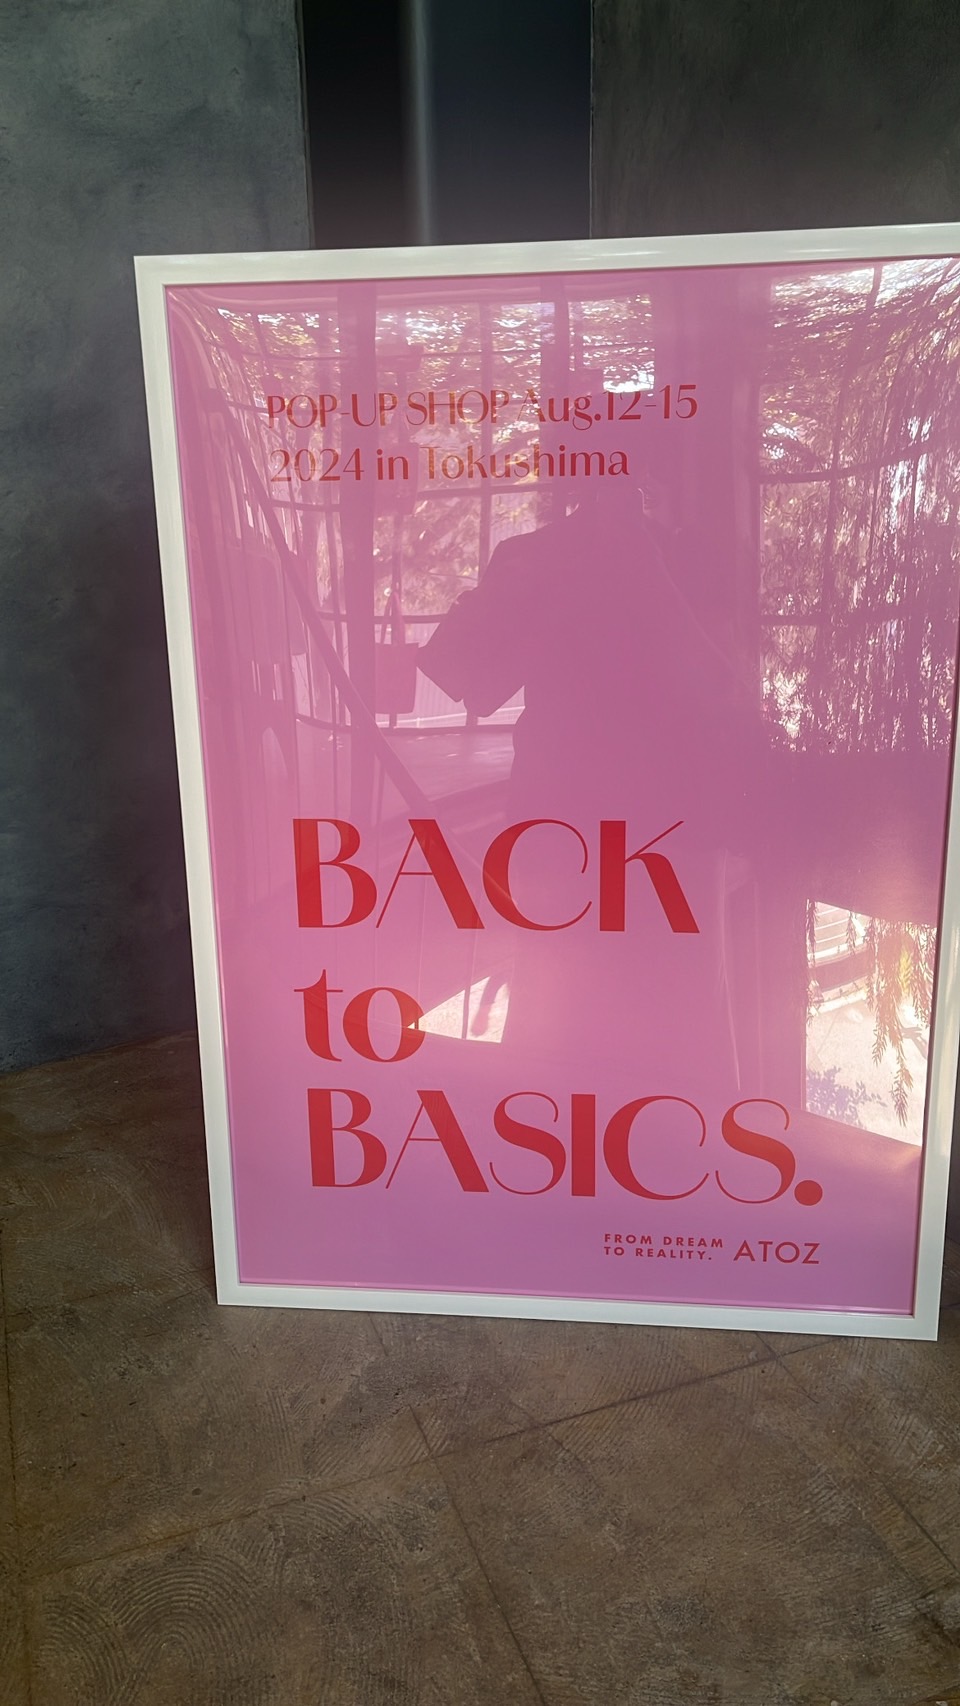 POP-UP SHOP Aug.12-15
2024 in Tokushima
BACK
to
BASICS.
FROM DREAM
TO REALITY.
ATOZ